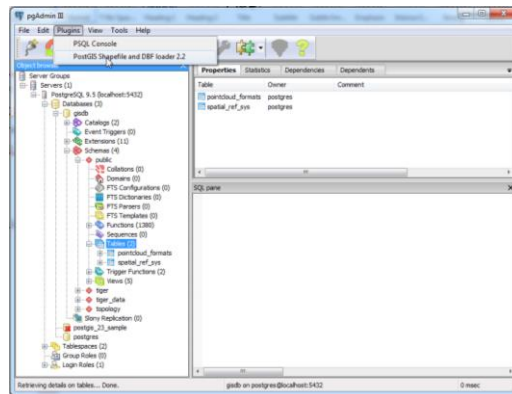 pgAdmin III
File Edit Plugins View Tools Help
PSQL Console
PostGIS Shapefile and DBF loader 2.2
Object browser
Server Groups
Servers (1)
PostgreSQL 9.5 (localhost:5432)
Databases (3)
gisdb
Catalogs (2)
Event Triggers (0)
Extensions (11)
Schemas (4)
public
Collations (0)
Domains (0)
FTS Configurations (0)
FTS Dictionaries (0)
FTS Parsers (0)
FTS Templates (0)
Functions (1380)
Sequences (0)
Tables (2)
pointcloud_formats
spatial_ref_sys
Trigger Functions (2)
Views (5)
tiger
tiger_data
topology
Slony Replication (0)
postgis_23_sample
postgres
Tablespaces (2)
Group Roles (0)
Login Roles (1)
Properties Statistics Dependencies Dependents
Table Owner Comment
pointcloud_formats postgres
spatial_ref_sys postgres
SQL pane
Retrieving details on tables... Done. gisdb on postgres@localhost:5432 0 msec